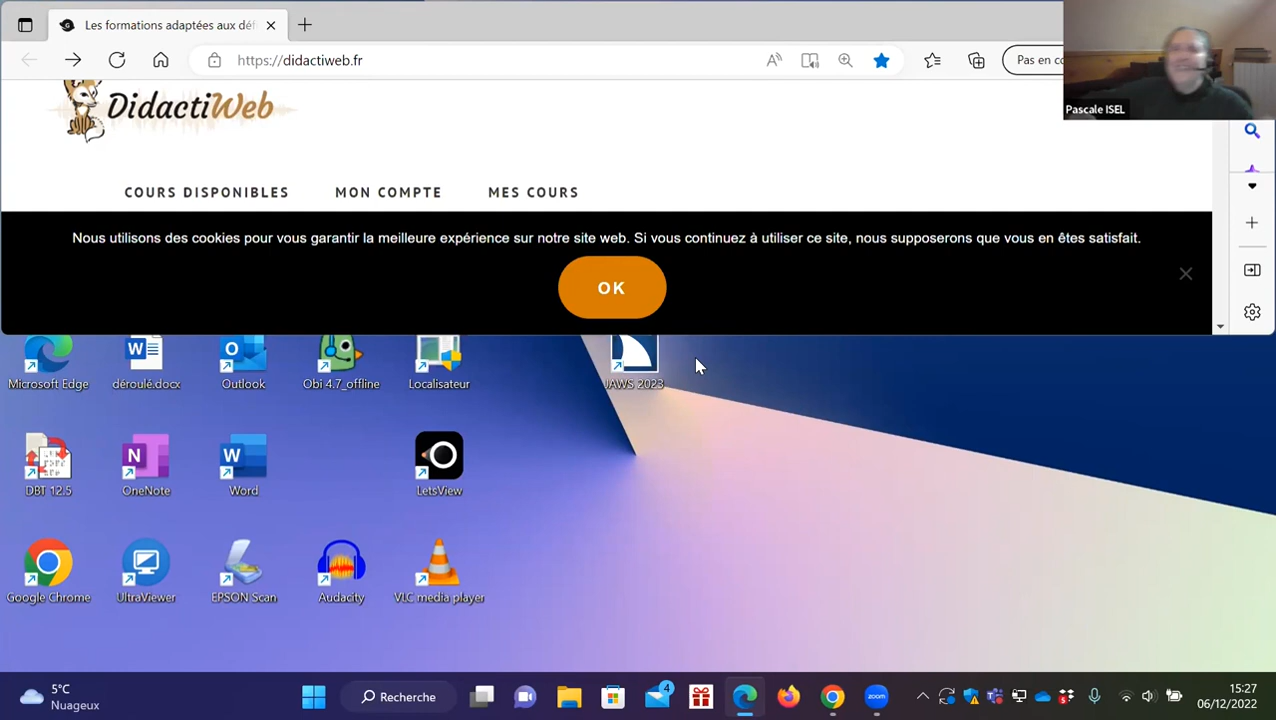 Les formations adaptées aux défi
https://didactiweb.fr
Pas en co
Pascale ISEL
DidactiWeb
COURS DISPONIBLES MON COMPTE MES COURS
Nous utilisons des cookies pour vous garantir la meilleure expérience sur notre site web. Si vous continuez à utiliser ce site, nous supposerons que vous en êtes satisfait.
OK
Microsoft Edge déroulé.docx Outlook Obi 4.7_offline Localisateur JAWS 2023
DBT 12.5 OneNote Word LetsView
Google Chrome UltraViewer EPSON Scan Audacity VLC media player
5°C
Nuageux
Recherche
4
zoom
15:27
06/12/2022